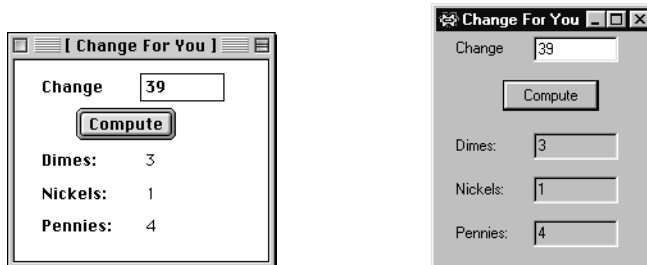 [ Change For You ]
Change 39
Compute
Dimes: 3
Nickels: 1
Pennies: 4
Change For You
Change 39
Compute
Dimes: 3
Nickels: 1
Pennies: 4